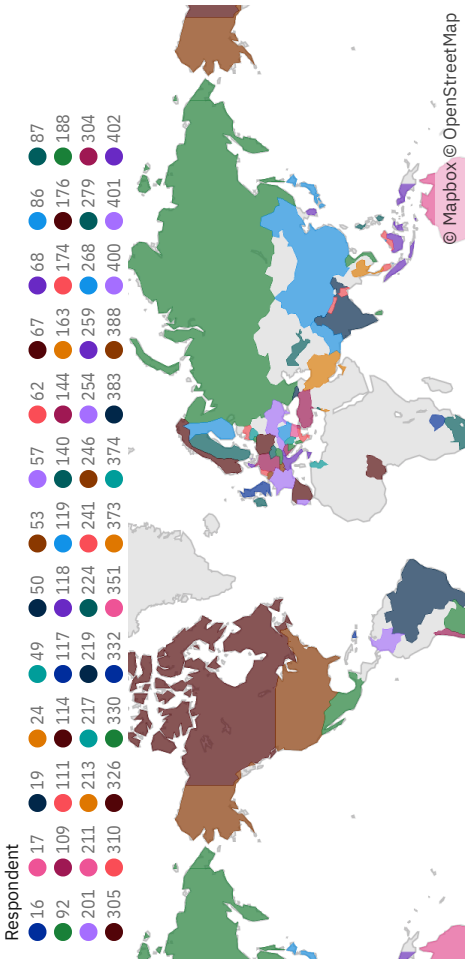 Respondent
16 17 19 24 49 50 53 57 62 67 68 86 87
92 109 111 114 117 118 119 140 144 163 174 176 188
201 211 213 217 219 224 241 246 254 259 268 279 304
305 310 326 330 332 351 373 374 383 388 400 401 402
© Mapbox © OpenStreetMap